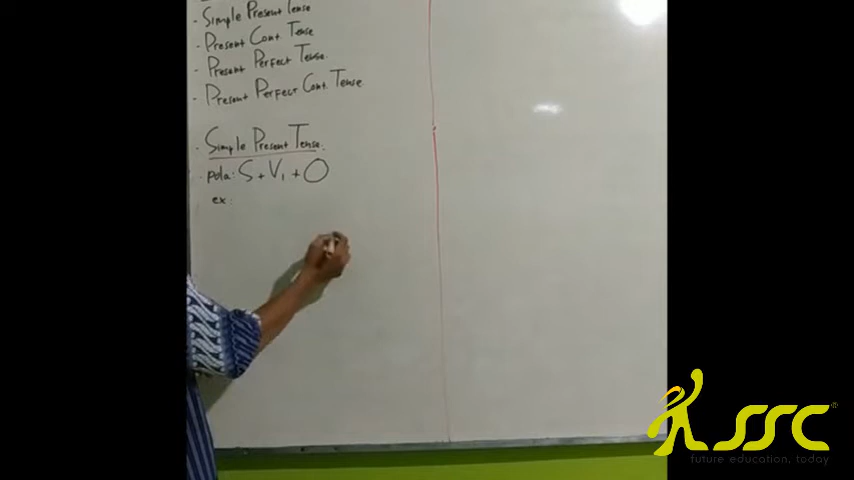 - Simple Present Tense
- Present Cont. Tense
- Present Perfect Tense.
- Present Perfect Cont. Tense
- Simple Present Tense.
- pola: S + V₁ + O
ex:
SSC®
future education, today